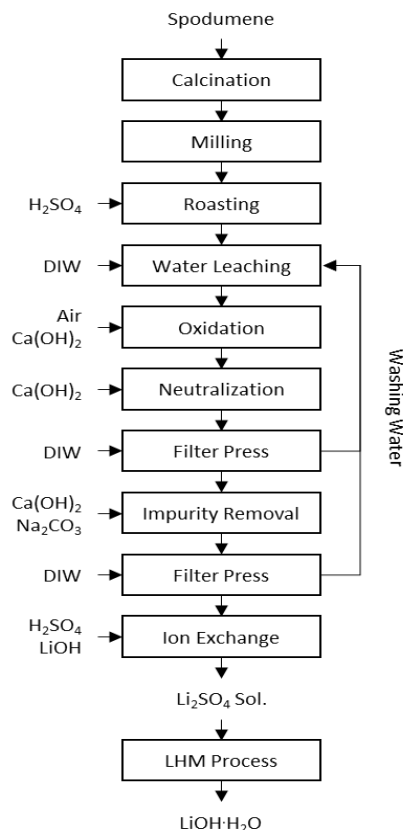 Spodumene
Calcination
Milling
H₂SO₄
Roasting
DIW
Water Leaching
Air
Ca(OH)₂
Oxidation
Ca(OH)₂
Neutralization
DIW
Filter Press
Washing Water
Ca(OH)₂
Na₂CO₃
Impurity Removal
DIW
Filter Press
H₂SO₄
LiOH
Ion Exchange
Li₂SO₄ Sol.
LHM Process
LiOH·H₂O